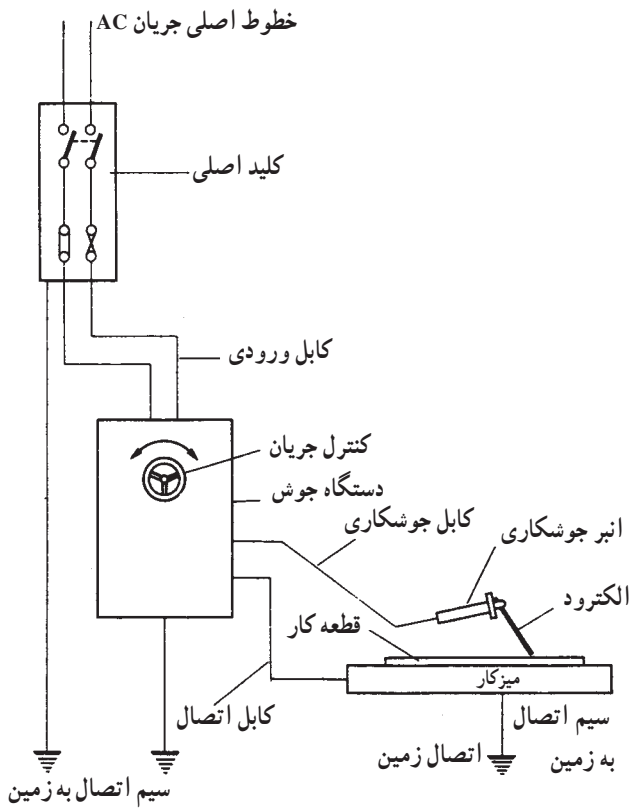 خطوط اصلی جریان AC
کلید اصلی
کابل ورودی
کنترل جریان
دستگاه جوش
کابل جوشکاری
انبر جوشکاری
الکترود
قطعه کار
میزکار
کابل اتصال
سیم اتصال
به زمین
اتصال زمین
سیم اتصال به زمین